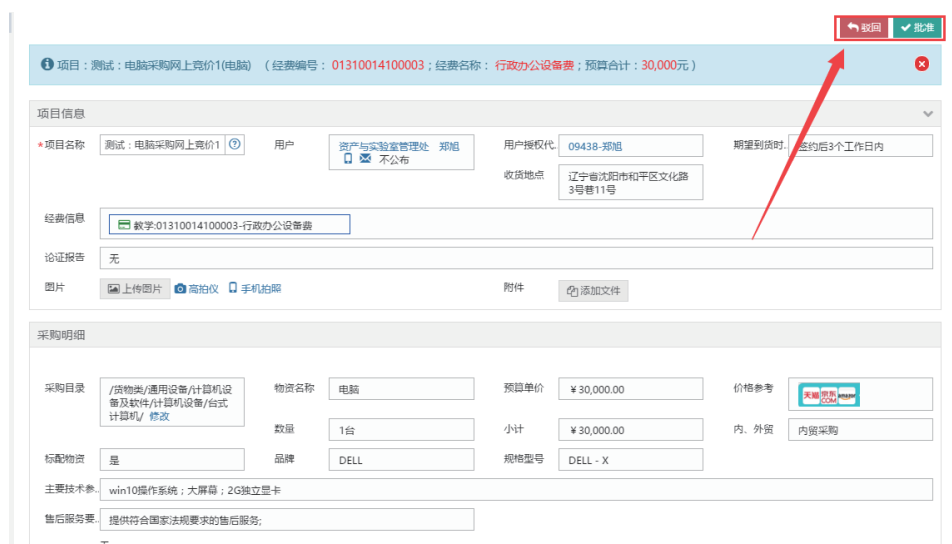 驳回 批准
项目：测试：电脑采购网上竞价1(电脑) （经费编号： 01310014100003；经费名称： 行政办公设备费；预算合计：30,000元）
项目信息
*项目名称 测试：电脑采购网上竞价1 用户 资产与实验室管理处 郑旭 用户授权代. 09438-郑旭 期望到货时. 签约后3个工作日内
不公布
收货地点 辽宁省沈阳市和平区文化路
3号巷11号
经费信息 教学:01310014100003-行政办公设备费
论证报告 无
图片 上传图片 高拍仪 手机拍照 附件 添加文件
采购明细
采购目录 /货物类/通用设备/计算机设 物资名称 电脑 预算单价 ¥30,000.00 价格参考 天猫 京东 amazon
备及软件/计算机设备/台式 COM
计算机/ 修改
数量 1台 小计 ¥30,000.00 内、外贸 内贸采购
标配物资 是 品牌 DELL 规格型号 DELL - X
主要技术参.. win10操作系统；大屏幕；2G独立显卡
售后服务要.. 提供符合国家法规要求的售后服务;